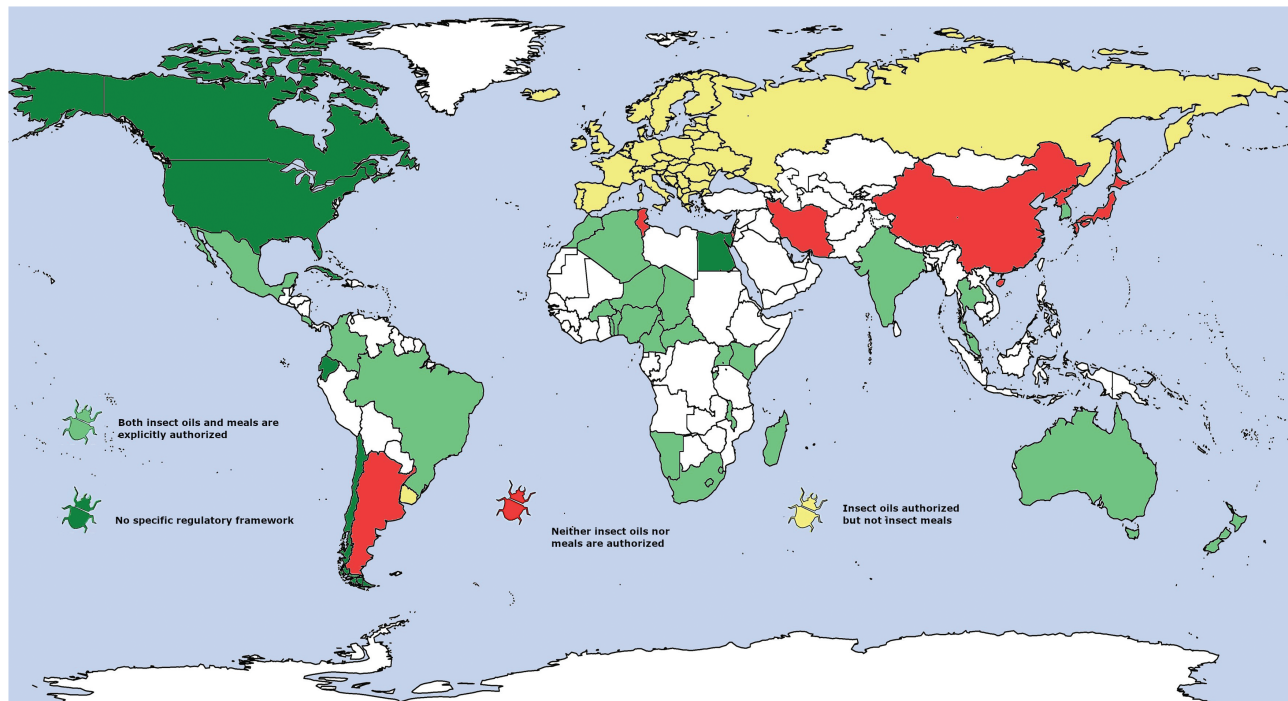 Both insect oils and meals are
explicitly authorized
No specific regulatory framework
Neither insect oils nor
meals are authorized
Insect oils authorized
but not insect meals